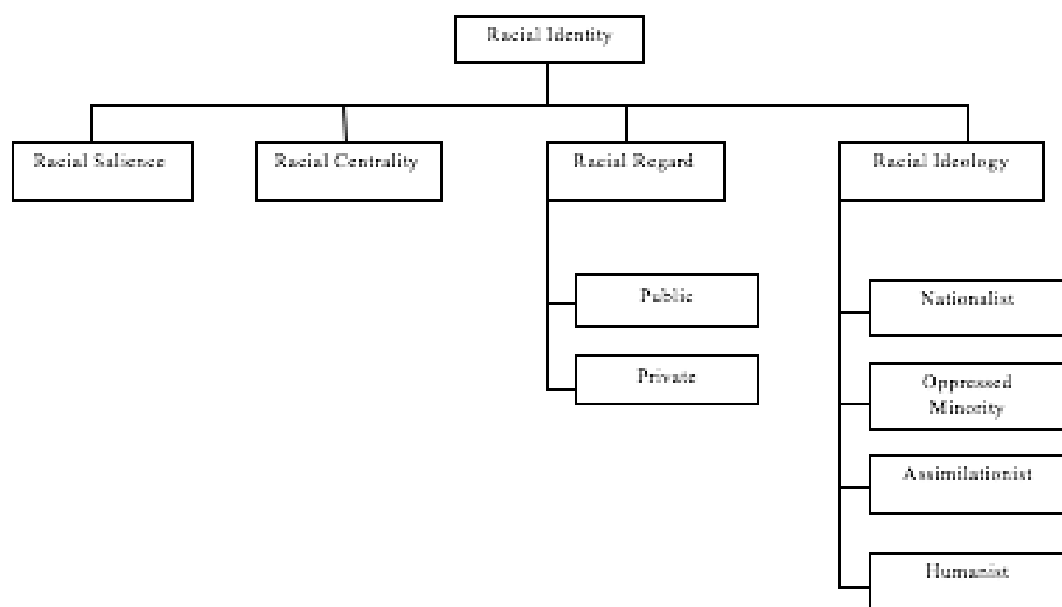 Racial Identity
Racial Salience
Racial Centrality
Racial Regard
Racial Ideology
Public
Private
Nationalist
Oppressed
Minority
Assimilationist
Humanist